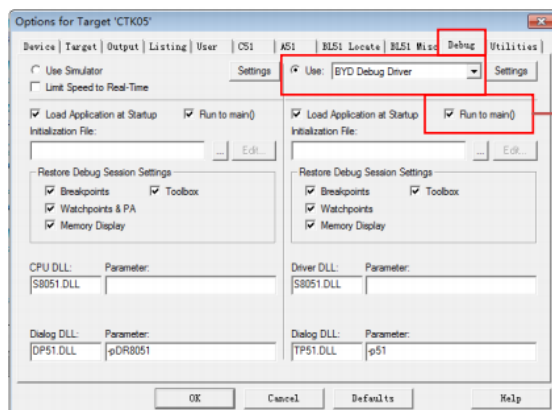 Options for Target 'CTK05'
Device | Target | Output | Listing | User | C51 | A51 | BL51 Locate | BL51 Misc | Debug | Utilities
Use Simulator Settings Use: BYD Debug Driver Settings
Limit Speed to Real-Time
Load Application at Startup Run to main() Load Application at Startup Run to main()
Initialization File: Initialization File:
... Edit... ... Edit...
Restore Debug Session Settings Restore Debug Session Settings
Breakpoints Toolbox Breakpoints Toolbox
Watchpoints & PA Watchpoints
Memory Display Memory Display
CPU DLL: Parameter: Driver DLL: Parameter:
S8051.DLL S8051.DLL
Dialog DLL: Parameter: Dialog DLL: Parameter:
DP51.DLL -pDR8051 TP51.DLL -p51
OK Cancel Defaults Help